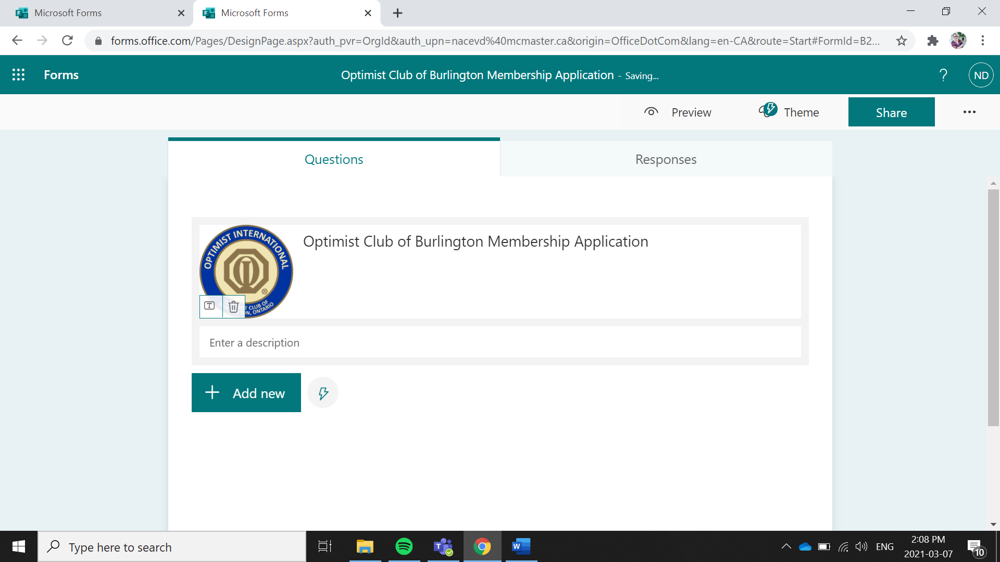 Microsoft Forms
Microsoft Forms
forms.office.com/Pages/DesignPage.aspx?auth_pvr=OrgId&auth_upn=nacevd%40mcmaster.ca&origin=OfficeDotCom&lang=en-CA&route=Start#FormId=B2...
Forms
Optimist Club of Burlington Membership Application - Saving...
? ND
Preview
Theme
Share
Questions
Responses
OPTIMIST INTERNATIONAL
®
T CLUB OF
N, ONTARIO
T
Optimist Club of Burlington Membership Application
Enter a description
Add new
Type here to search
ENG
2:08 PM
2021-03-07
10